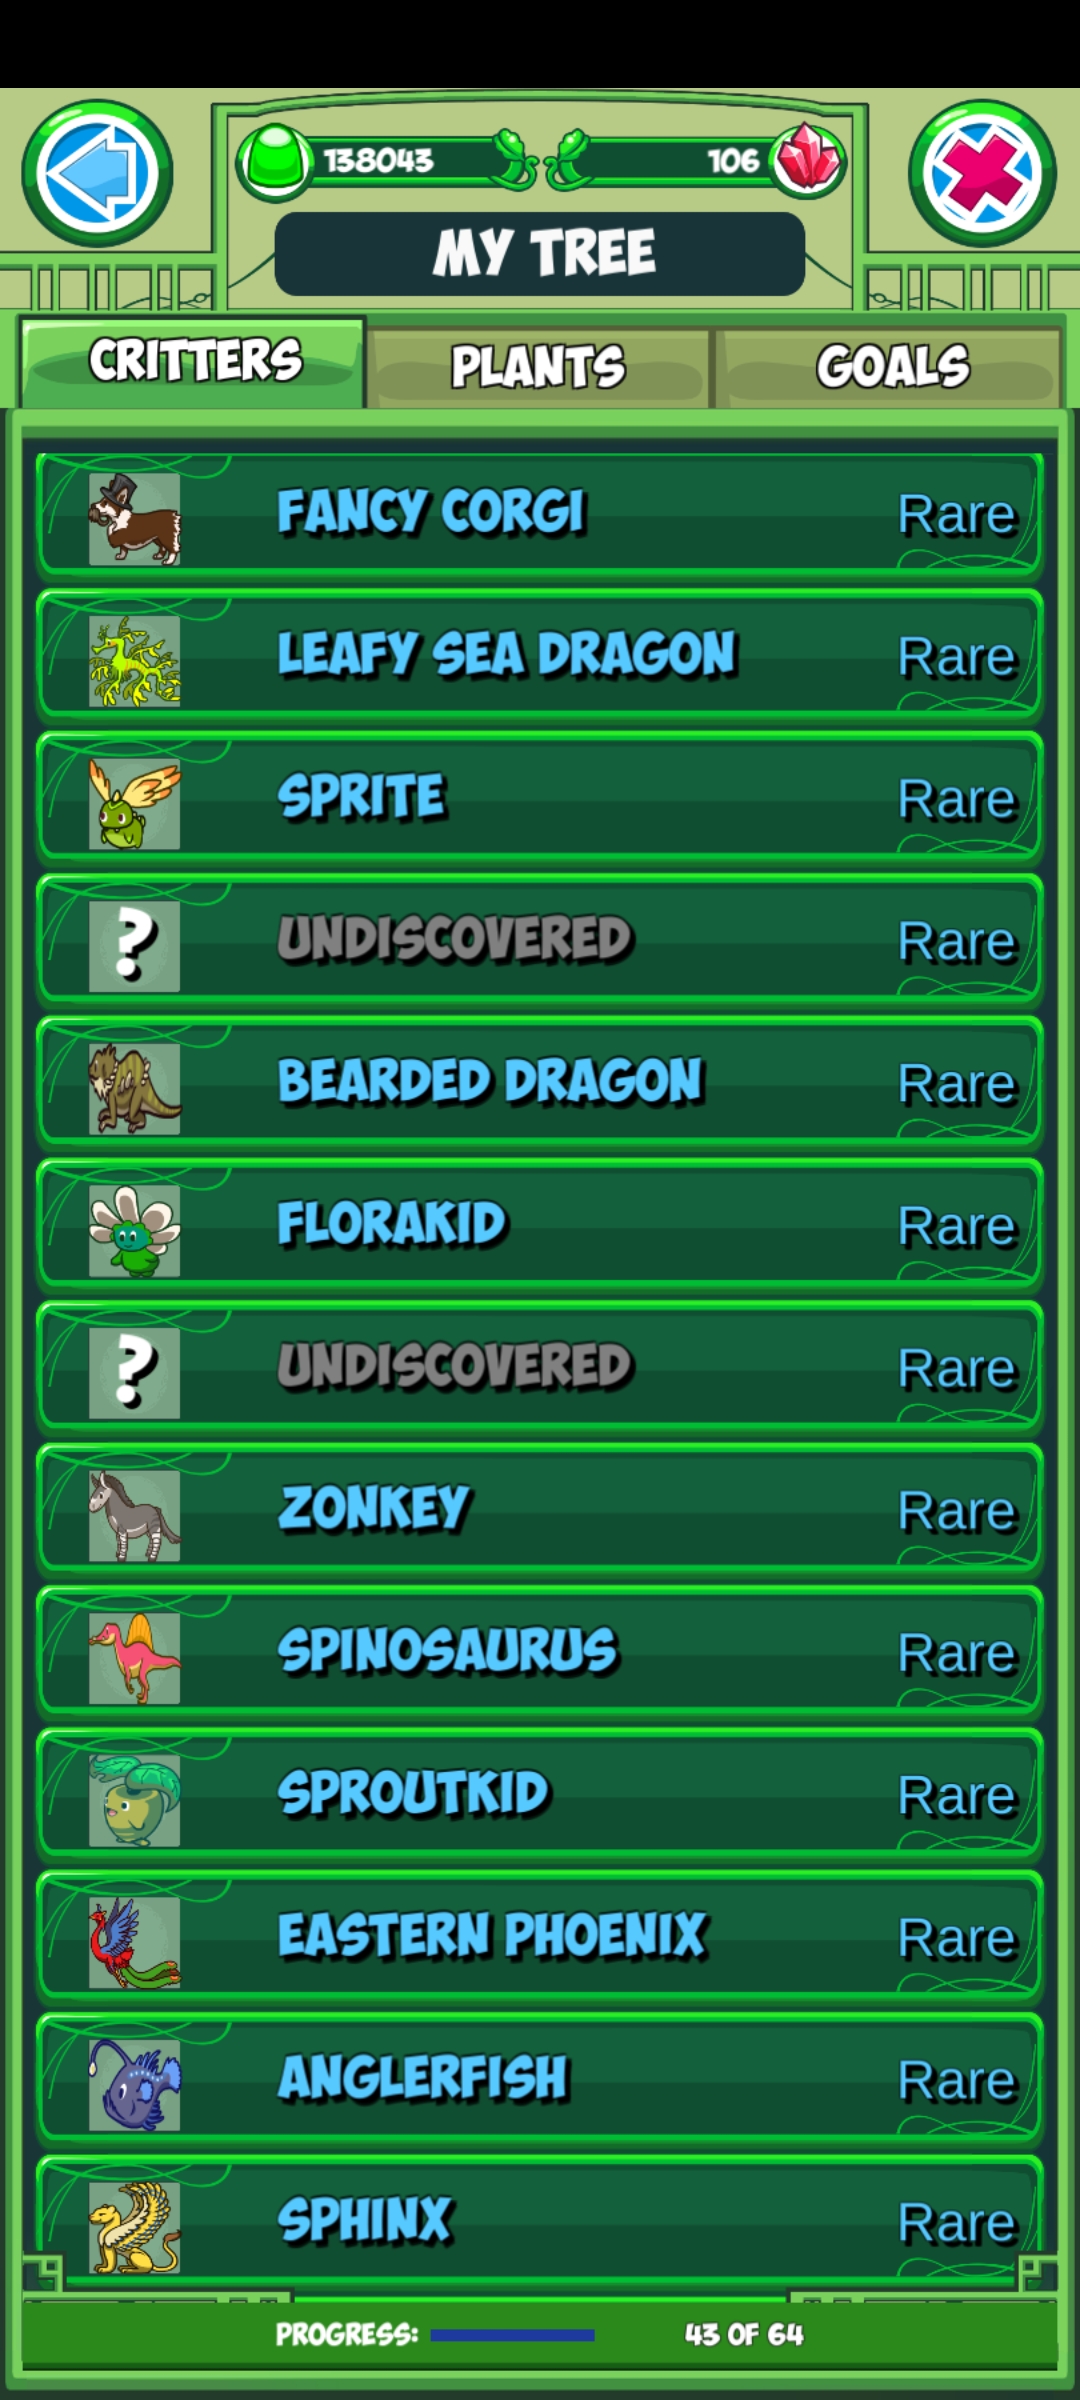 138043
106
MY TREE
CRITTERS
PLANTS
GOALS
FANCY CORGI
Rare
LEAFY SEA DRAGON
Rare
SPRITE
Rare
?
UNDISCOVERED
Rare
BEARDED DRAGON
Rare
FLORAKID
Rare
?
UNDISCOVERED
Rare
ZONKEY
Rare
SPINOSAURUS
Rare
SPROUTKID
Rare
EASTERN PHOENIX
Rare
ANGLERFISH
Rare
SPHINX
Rare
PROGRESS:
43 OF 64